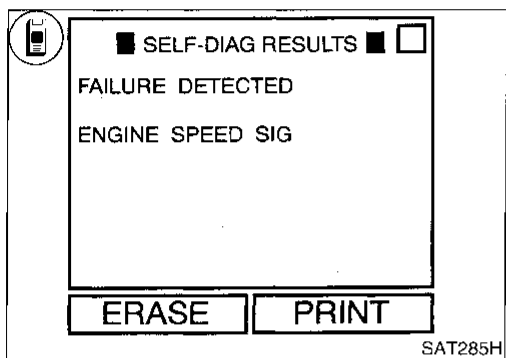 SELF-DIAG RESULTS
FAILURE DETECTED
ENGINE SPEED SIG
ERASE PRINT
SAT285H